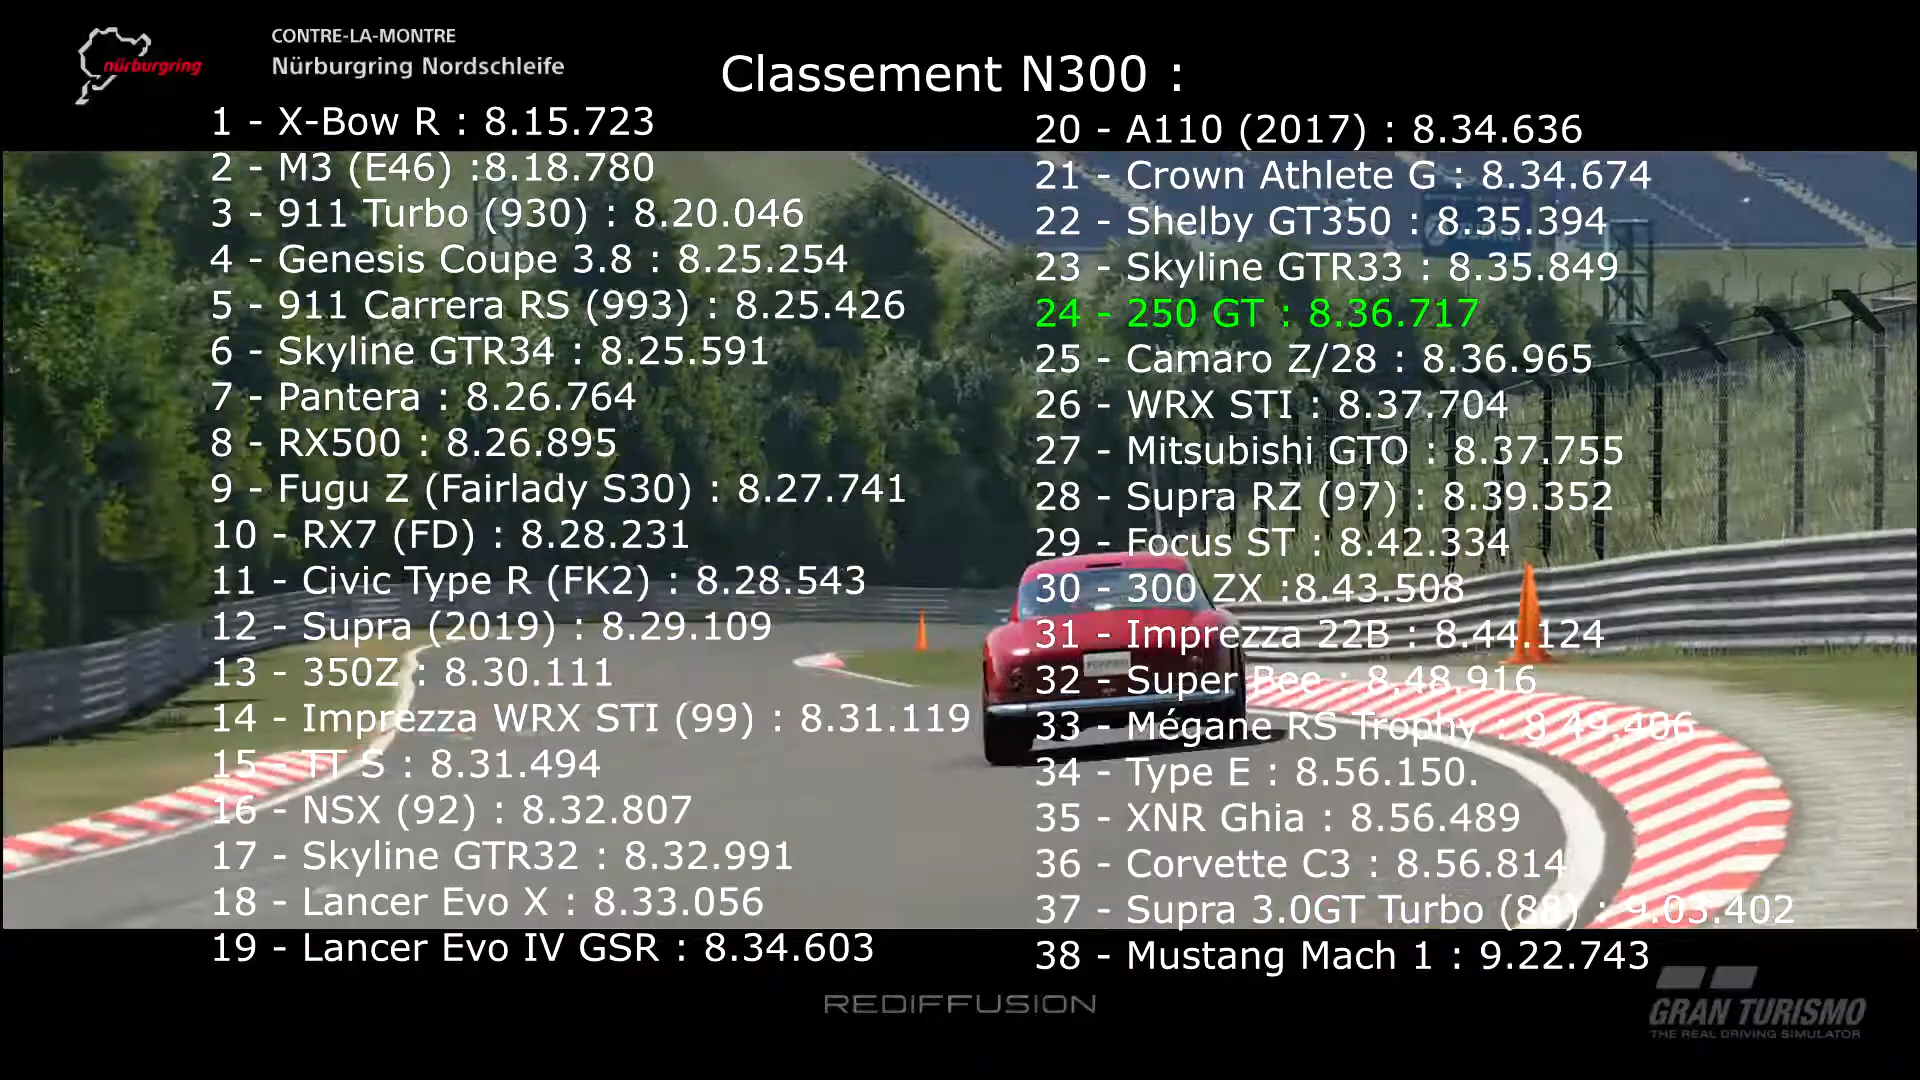 nürburgring
CONTRE-LA-MONTRE
Nürburgring Nordschleife
Classement N300 :
1 - X-Bow R : 8.15.723
2 - M3 (E46) :8.18.780
3 - 911 Turbo (930) : 8.20.046
4 - Genesis Coupe 3.8 : 8.25.254
5 - 911 Carrera RS (993) : 8.25.426
6 - Skyline GTR34 : 8.25.591
7 - Pantera : 8.26.764
8 - RX500 : 8.26.895
9 - Fugu Z (Fairlady S30) : 8.27.741
10 - RX7 (FD) : 8.28.231
11 - Civic Type R (FK2) : 8.28.543
12 - Supra (2019) : 8.29.109
13 - 350Z : 8.30.111
14 - Imprezza WRX STI (99) : 8.31.119
15 - TT S : 8.31.494
16 - NSX (92) : 8.32.807
17 - Skyline GTR32 : 8.32.991
18 - Lancer Evo X : 8.33.056
19 - Lancer Evo IV GSR : 8.34.603
20 - A110 (2017) : 8.34.636
21 - Crown Athlete G : 8.34.674
22 - Shelby GT350 : 8.35.394
23 - Skyline GTR33 : 8.35.849
24 - 250 GT : 8.36.717
25 - Camaro Z/28 : 8.36.965
26 - WRX STI : 8.37.704
27 - Mitsubishi GTO : 8.37.755
28 - Supra RZ (97) : 8.39.352
29 - Focus ST : 8.42.334
30 - 300 ZX :8.43.508
31 - Imprezza 22B : 8.44.124
32 - Super Bee : 8.48.916
33 - Mégane RS Trophy : 8.49.406
34 - Type E : 8.56.150.
35 - XNR Ghia : 8.56.489
36 - Corvette C3 : 8.56.814
37 - Supra 3.0GT Turbo (88) : 9.03.402
38 - Mustang Mach 1 : 9.22.743
REDIFFUSION
GRAN TURISMO
THE REAL DRIVING SIMULATOR